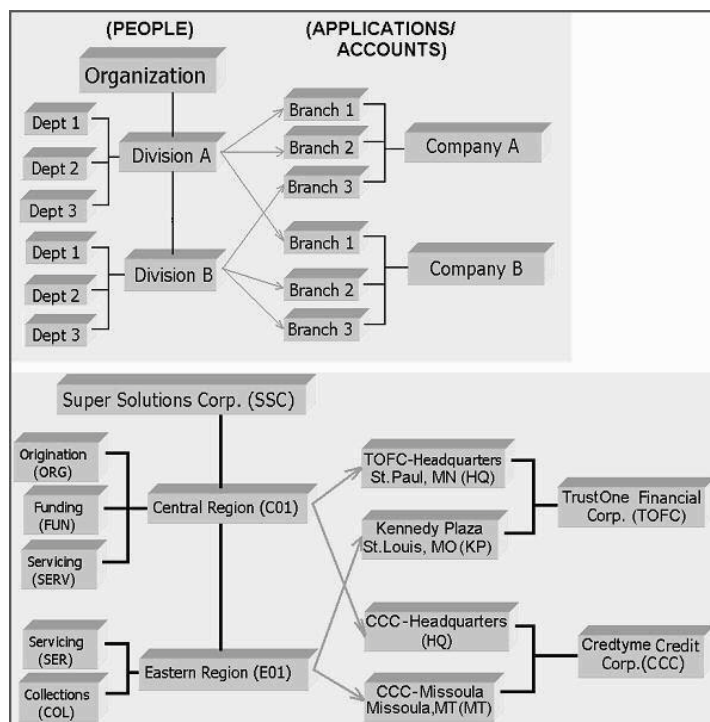 (PEOPLE)
(APPLICATIONS/
ACCOUNTS)
Organization
Dept 1
Dept 2
Dept 3
Division A
Dept 1
Dept 2
Dept 3
Division B
Branch 1
Branch 2
Branch 3
Company A
Branch 1
Branch 2
Branch 3
Company B
Super Solutions Corp. (SSC)
Origination
(ORG)
Funding
(FUN)
Servicing
(SERV)
Central Region (C01)
Servicing
(SER)
Collections
(COL)
Eastern Region (E01)
TOFC-Headquarters
St.Paul, MN (HQ)
Kennedy Plaza
St.Louis, MO (KP)
TrustOne Financial
Corp. (TOFC)
CCC-Headquarters
(HQ)
CCC-Missoula
Missoula,MT (MT)
Credtyme Credit
Corp.(CCC)